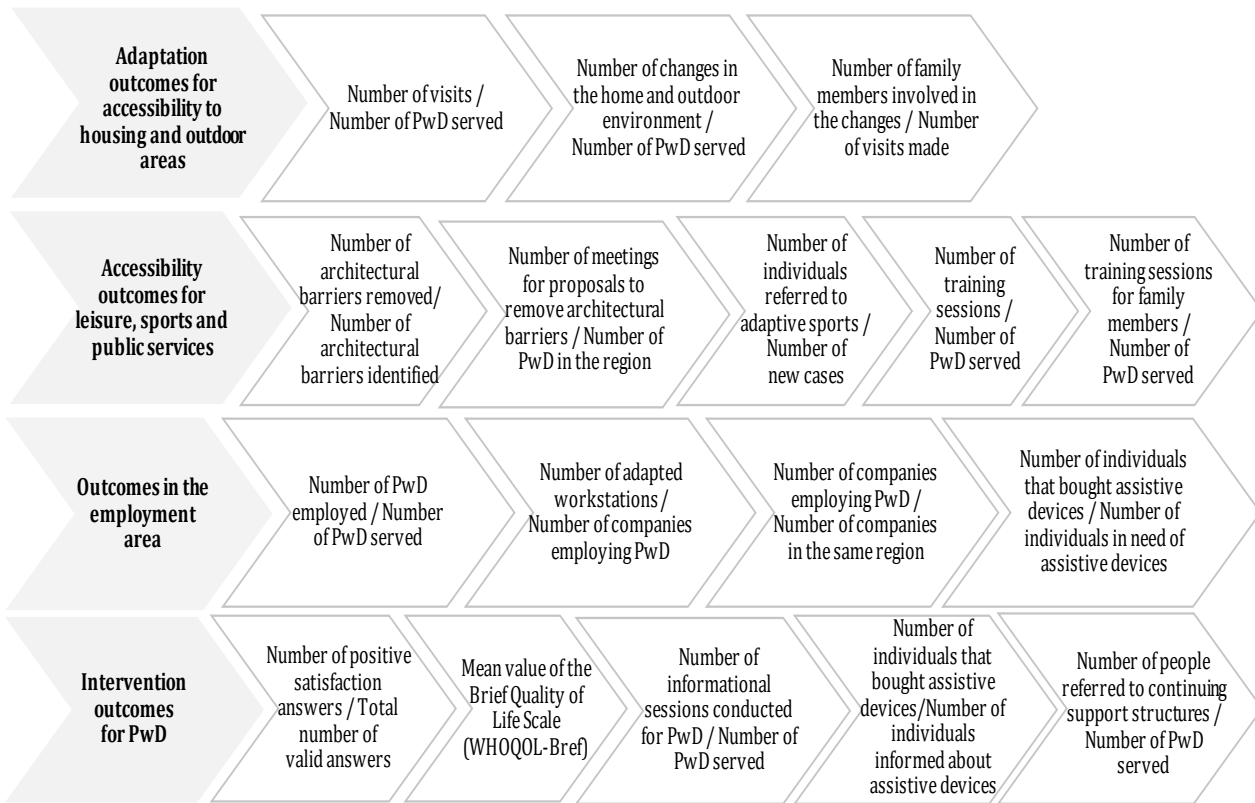 Adaptation
outcomes for
accessibility to
housing and outdoor
areas
Number of visits /
Number of PwD served
Number of changes in
the home and outdoor
environment /
Number of PwD served
Number of family
members involved in
the changes / Number
of visits made
Accessibility
outcomes for
leisure, sports and
public services
Number of
architectural
barriers removed/
Number of
architectural
barriers identified
Number of meetings
for proposals to
remove architectural
barriers / Number of
PwD in the region
Number of
individuals
referred to
adaptive sports /
Number of
new cases
Number of
training
sessions /
Number of
PwD served
Number of
training sessions
for family
members /
Number of
PwD served
Outcomes in the
employment
area
Number of PwD
employed / Number
of PwD served
Number of adapted
workstations /
Number of companies
employing PwD
Number of companies
employing PwD /
Number of companies
in the same region
Number of individuals
that bought assistive
devices / Number of
individuals in need of
assistive devices
Intervention
outcomes
for PwD
Number of positive
satisfaction
answers / Total
number of
valid answers
Mean value of the
Brief Quality of
Life Scale
(WHOQOL-Bref)
Number of
informational
sessions conducted
for PwD / Number of
PwD served
Number of
individuals that
bought assistive
devices/Number of
individuals
informed about
assistive devices
Number of people
referred to continuing
support structures /
Number of PwD
served